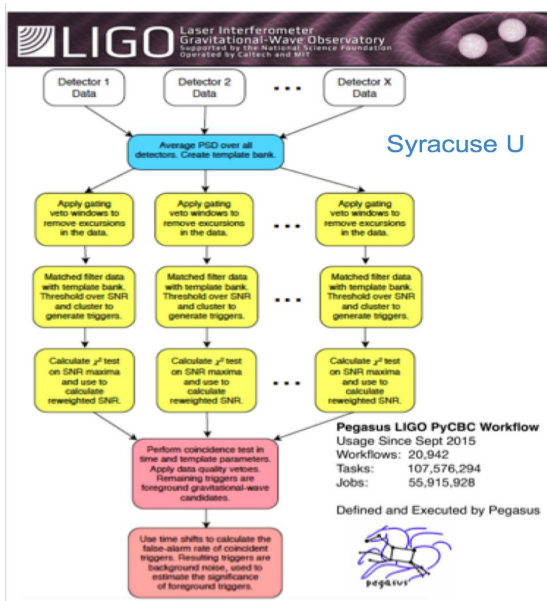 LIGO
Laser Interferometer
Gravitational-Wave Observatory
Supported by the National Science Foundation
Operated by Caltech and MIT
Detector 1
Data
Detector 2
Data
Detector X
Data
Average PSD over all
detectors. Create template bank.
Syracuse U
Apply gating
veto windows to
remove excursions
in the data.
Apply gating
veto windows to
remove excursions
in the data.
Apply gating
veto windows to
remove excursions
in the data.
Matched filter data
with template bank.
Threshold over SNR
and cluster to
generate triggers.
Matched filter data
with template bank.
Threshold over SNR
and cluster to
generate triggers.
Matched filter data
with template bank.
Threshold over SNR
and cluster to
generate triggers.
Calculate χ² test
on SNR maxima
and use to
calculate
reweighted SNR.
Calculate χ² test
on SNR maxima
and use to
calculate
reweighted SNR.
Calculate χ² test
on SNR maxima
and use to
calculate
reweighted SNR.
Perform coincidence test in
time and template parameters.
Apply data quality vetoes.
Remaining triggers are
foreground gravitational-wave
candidates.
Use time shifts to calculate the
false-alarm rate of coincident
triggers. Resulting triggers are
background noise, used to
estimate the significance
of foreground triggers.
Pegasus LIGO PyCBC Workflow
Usage Since Sept 2015
Workflows: 20,942
Tasks: 107,576,294
Jobs: 55,915,928
Defined and Executed by Pegasus
pegasus